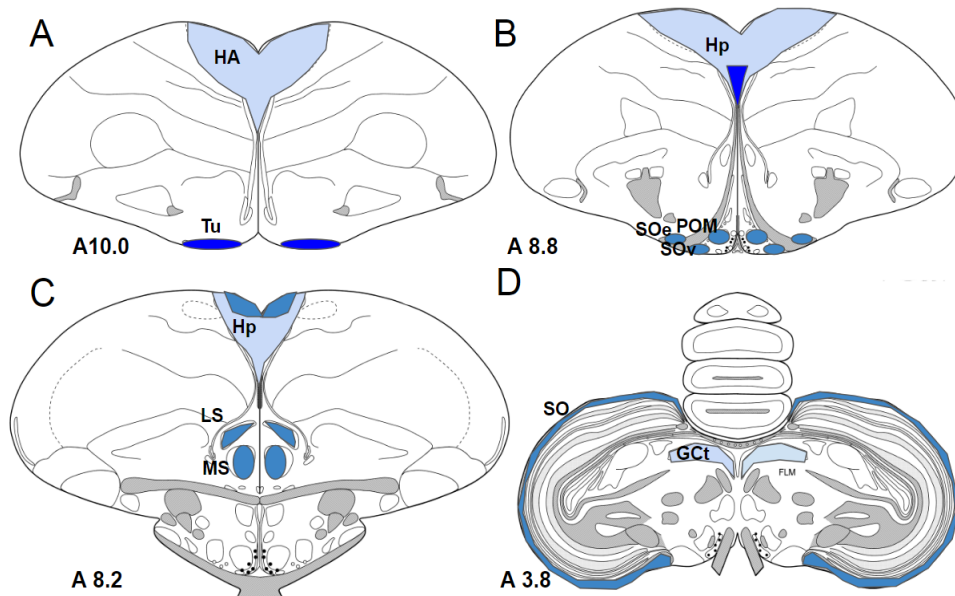 A
HA
Tu
A10.0
B
Hp
SOe POM
SOv
A 8.8
C
Hp
LS
MS
A 8.2
D
SO
GCt
FLM
A 3.8